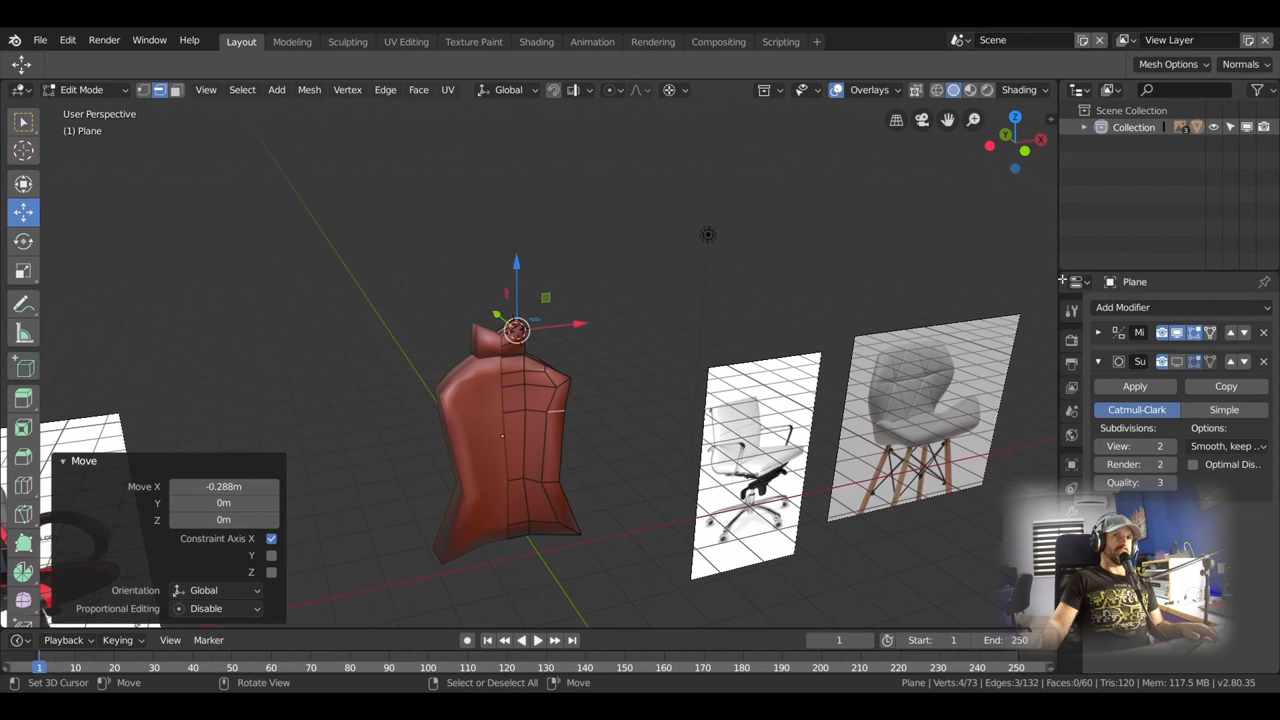 File Edit Render Window Help Layout Modeling Sculpting UV Editing Texture Paint Shading Animation Rendering Compositing Scripting + Scene View Layer
Mesh Options Normals
Edit Mode View Select Add Mesh Vertex Edge Face UV Global Overlays Shading
User Perspective
(1) Plane
Z
Y
X
Scene Collection
Collection
3
Plane
Add Modifier
Mi
Su
Apply Copy
Catmull-Clark Simple
Subdivisions: Options:
View: 2 Smooth, keep ..
Render: 2 Optimal Dis..
Quality: 3
Move
Move X -0.288m
Y 0m
Z 0m
Constraint Axis X
Y
Z
Orientation Global
Proportional Editing Disable
Playback Keying View Marker 1 Start: 1 End: 250
1 10 20 30 40 50 60 70 80 90 100 110 120 130 140 150 160 170 180 190 200 210 220 230 240 250
Set 3D Cursor Move Rotate View Select or Deselect All Move Plane | Verts:4/73 | Edges:3/132 | Faces:0/60 | Tris:120 | Mem: 117.5 MB | v2.80.35